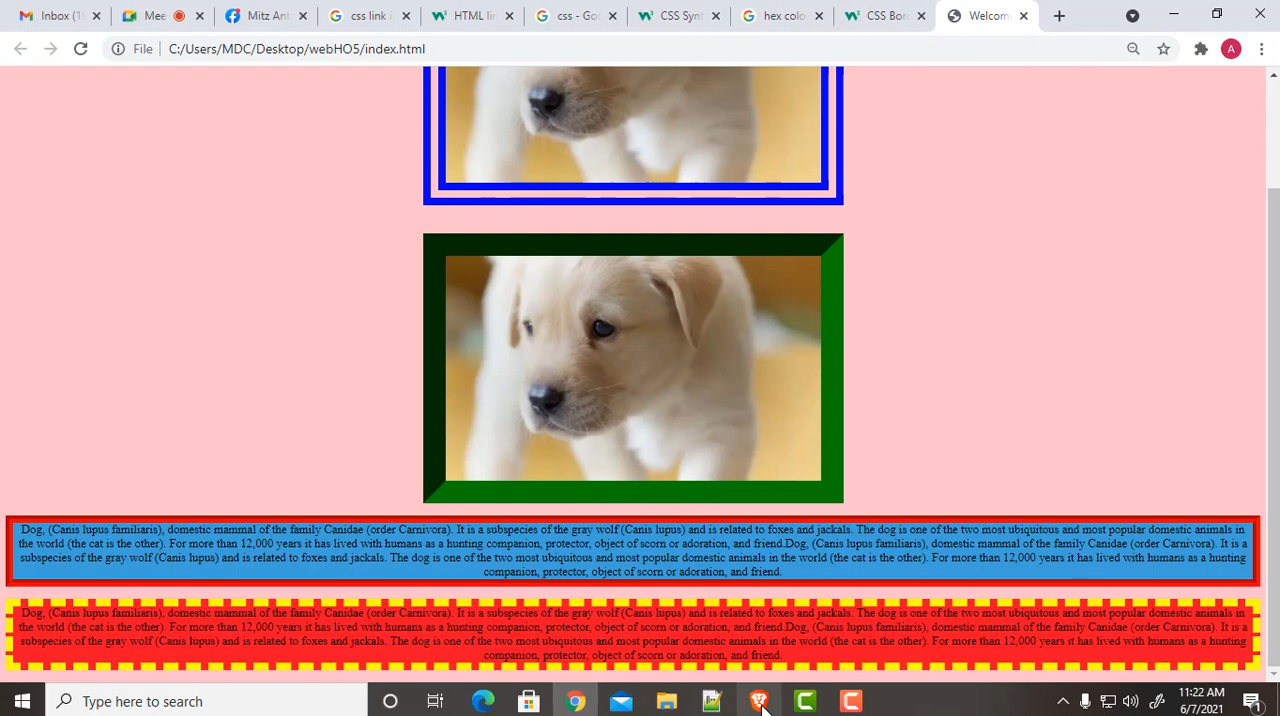 Inbox (1
Mee
Mitz Ant
css link i
HTML li
css - Go
CSS Syn
hex colo
CSS Bor
Welcom
File C:/Users/MDC/Desktop/webHO5/index.html
A
Dog, (Canis lupus familiaris), domestic mammal of the family Canidae (order Carnivora). It is a subspecies of the gray wolf (Canis lupus) and is related to foxes and jackals. The dog is one of the two most ubiquitous and most popular domestic animals in
the world (the cat is the other). For more than 12,000 years it has lived with humans as a hunting companion, protector, object of scorn or adoration, and friend.Dog, (Canis lupus familiaris), domestic mammal of the family Canidae (order Carnivora). It is a
subspecies of the gray wolf (Canis lupus) and is related to foxes and jackals. The dog is one of the two most ubiquitous and most popular domestic animals in the world (the cat is the other). For more than 12,000 years it has lived with humans as a hunting
companion, protector, object of scorn or adoration, and friend.
Dog, (Canis lupus familiaris), domestic mammal of the family Canidae (order Carnivora). It is a subspecies of the gray wolf (Canis lupus) and is related to foxes and jackals. The dog is one of the two most ubiquitous and most popular domestic animals in
the world (the cat is the other). For more than 12,000 years it has lived with humans as a hunting companion, protector, object of scorn or adoration, and friend.Dog, (Canis lupus familiaris), domestic mammal of the family Canidae (order Carnivora). It is a
subspecies of the gray wolf (Canis lupus) and is related to foxes and jackals. The dog is one of the two most ubiquitous and most popular domestic animals in the world (the cat is the other). For more than 12,000 years it has lived with humans as a hunting
companion, protector, object of scorn or adoration, and friend.
Type here to search
11:22 AM
6/7/2021
1